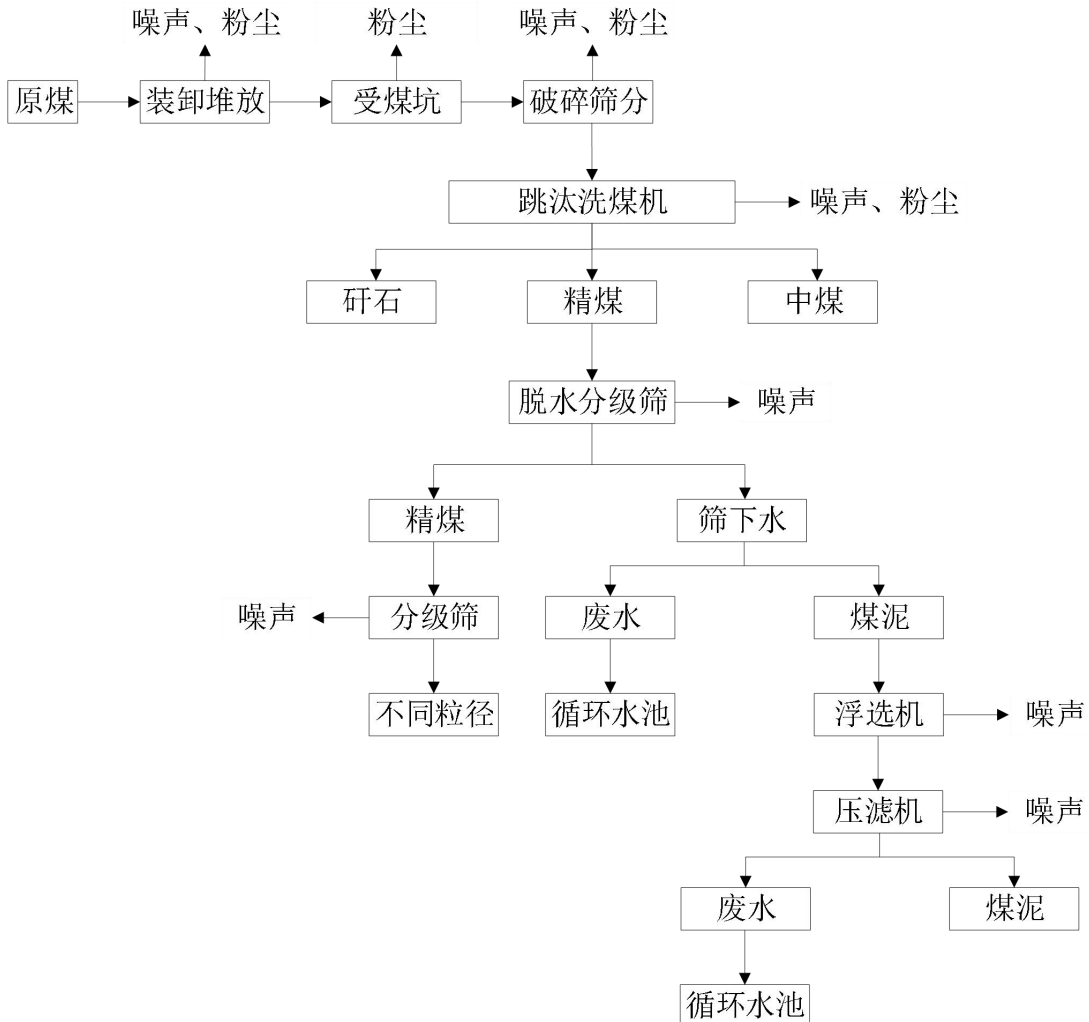 噪声、粉尘
粉尘
噪声、粉尘
原煤
装卸堆放
受煤坑
破碎筛分
跳汰洗煤机
噪声、粉尘
矸石
精煤
中煤
脱水分级筛
噪声
精煤
筛下水
噪声
分级筛
废水
煤泥
不同粒径
循环水池
浮选机
噪声
压滤机
噪声
废水
煤泥
循环水池